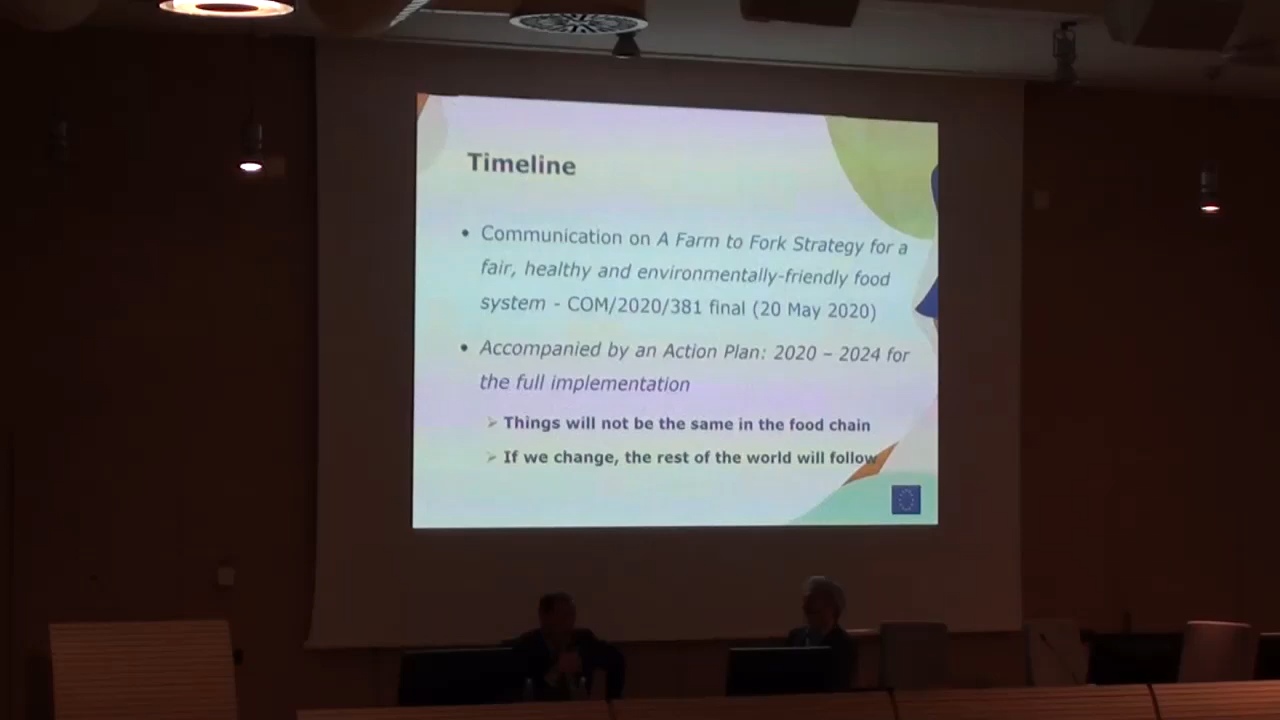 Timeline
• Communication on A Farm to Fork Strategy for a
fair, healthy and environmentally-friendly food
system - COM/2020/381 final (20 May 2020)
• Accompanied by an Action Plan: 2020 – 2024 for
the full implementation
➢ Things will not be the same in the food chain
➢ If we change, the rest of the world will follow